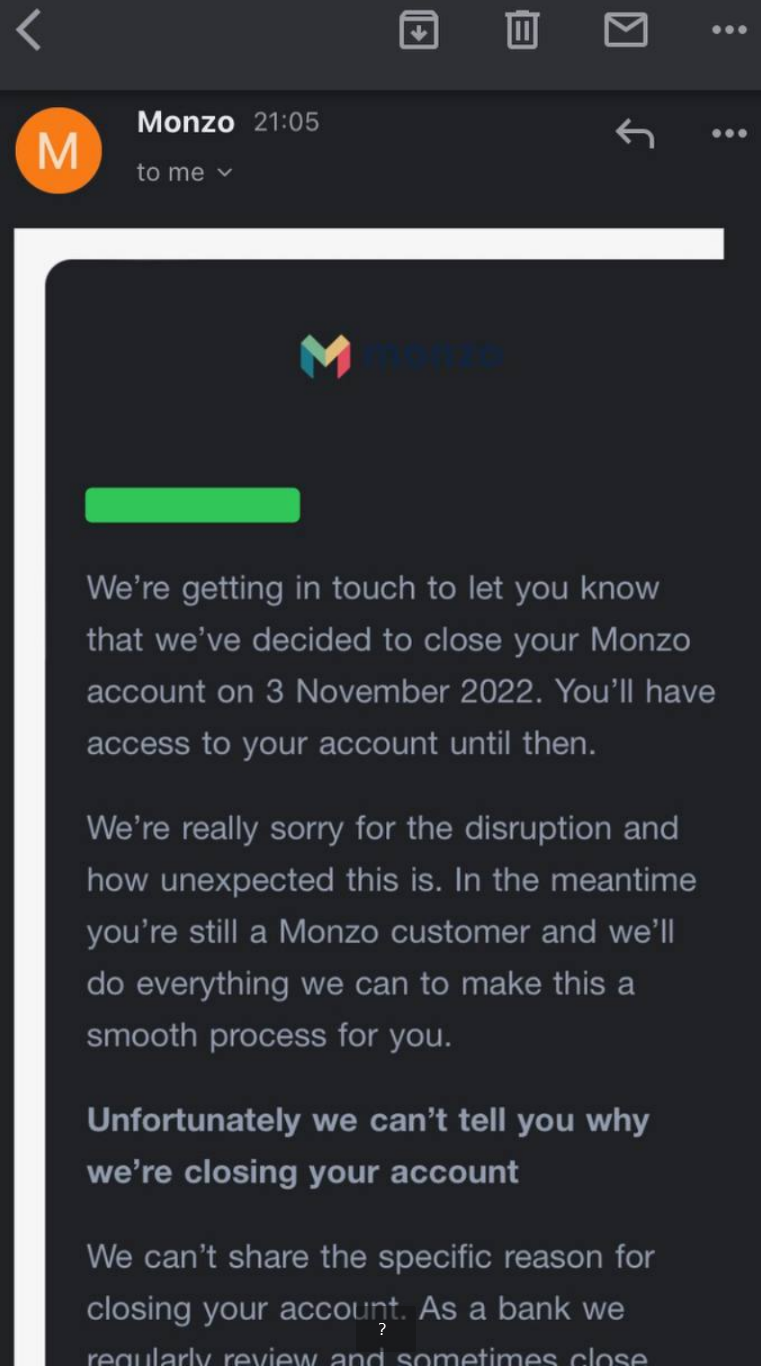 Monzo 21:05
M
to me
monzo
We’re getting in touch to let you know
that we’ve decided to close your Monzo
account on 3 November 2022. You’ll have
access to your account until then.
We’re really sorry for the disruption and
how unexpected this is. In the meantime
you’re still a Monzo customer and we’ll
do everything we can to make this a
smooth process for you.
Unfortunately we can’t tell you why
we’re closing your account
We can’t share the specific reason for
closing your account. As a bank we
?
regularly review and sometimes close